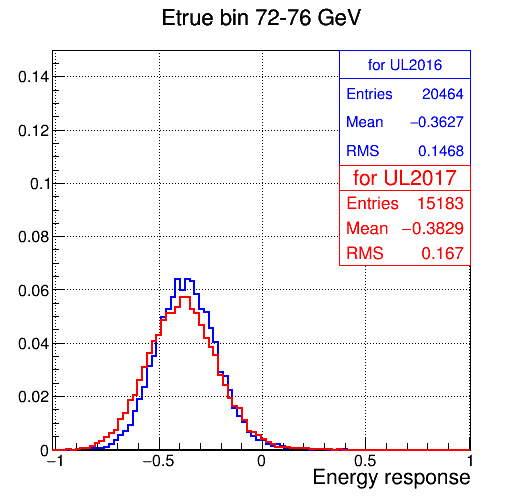 Etrue bin 72-76 GeV
for UL2016
Entries 20464
Mean −0.3627
RMS 0.1468
for UL2017
Entries 15183
Mean −0.3829
RMS 0.167
0.14
0.12
0.1
0.08
0.06
0.04
0.02
0
−1 −0.5 0 0.5 1
Energy response